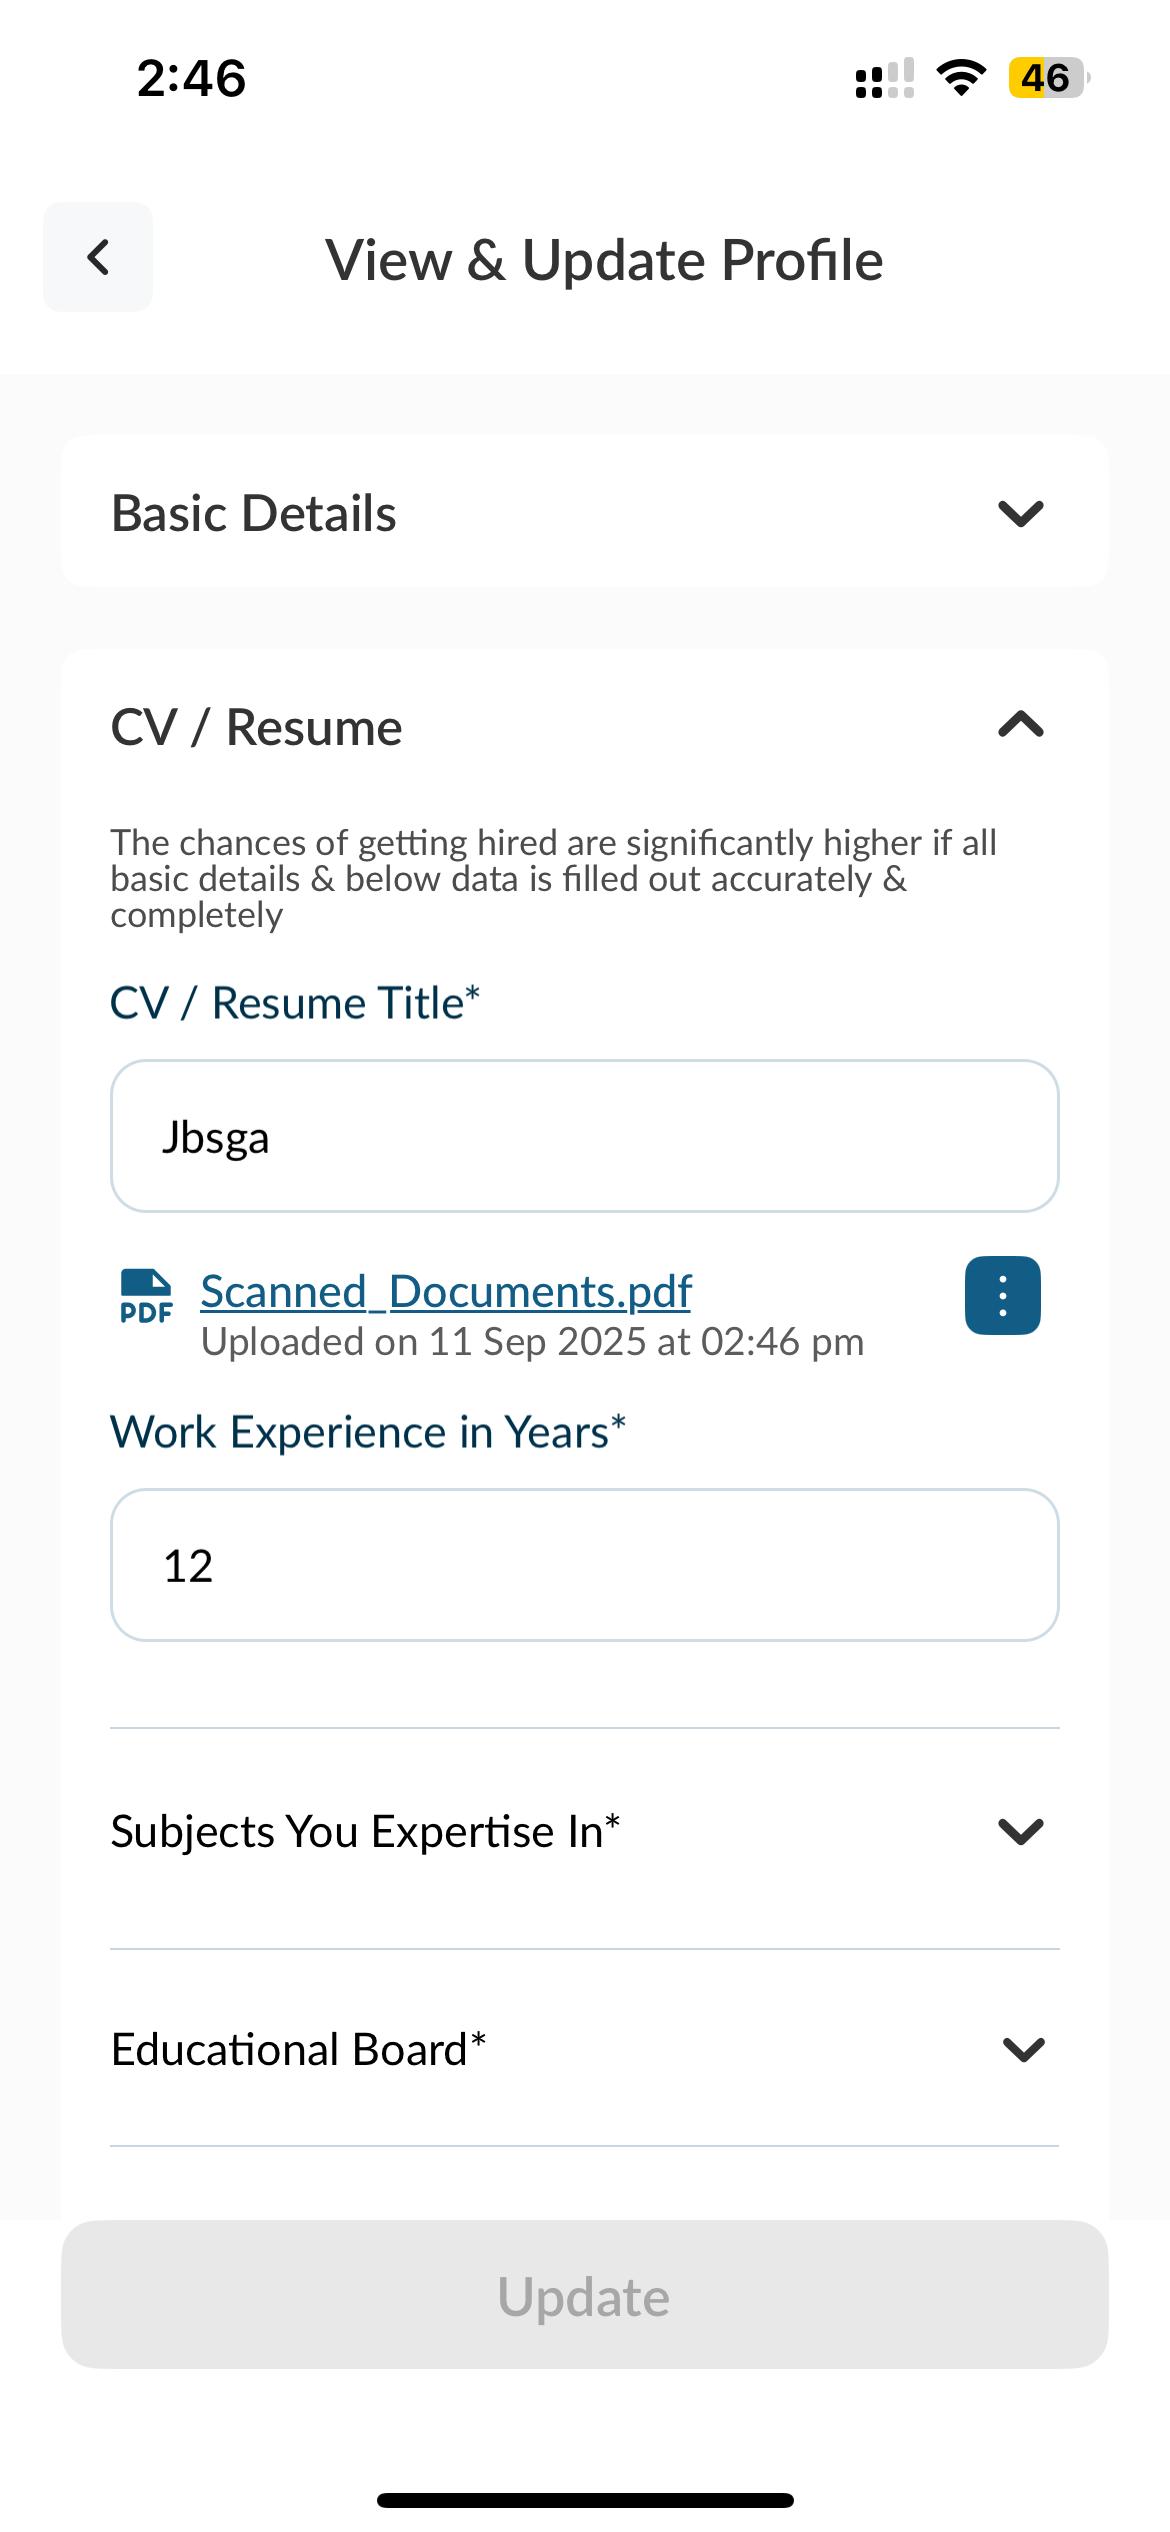 2:46
46
View & Update Profile
Basic Details
CV / Resume
The chances of getting hired are significantly higher if all
basic details & below data is filled out accurately &
completely
CV / Resume Title*
Jbsga
PDF
Scanned_Documents.pdf
Uploaded on 11 Sep 2025 at 02:46 pm
Work Experience in Years*
12
Subjects You Expertise In*
Educational Board*
Update